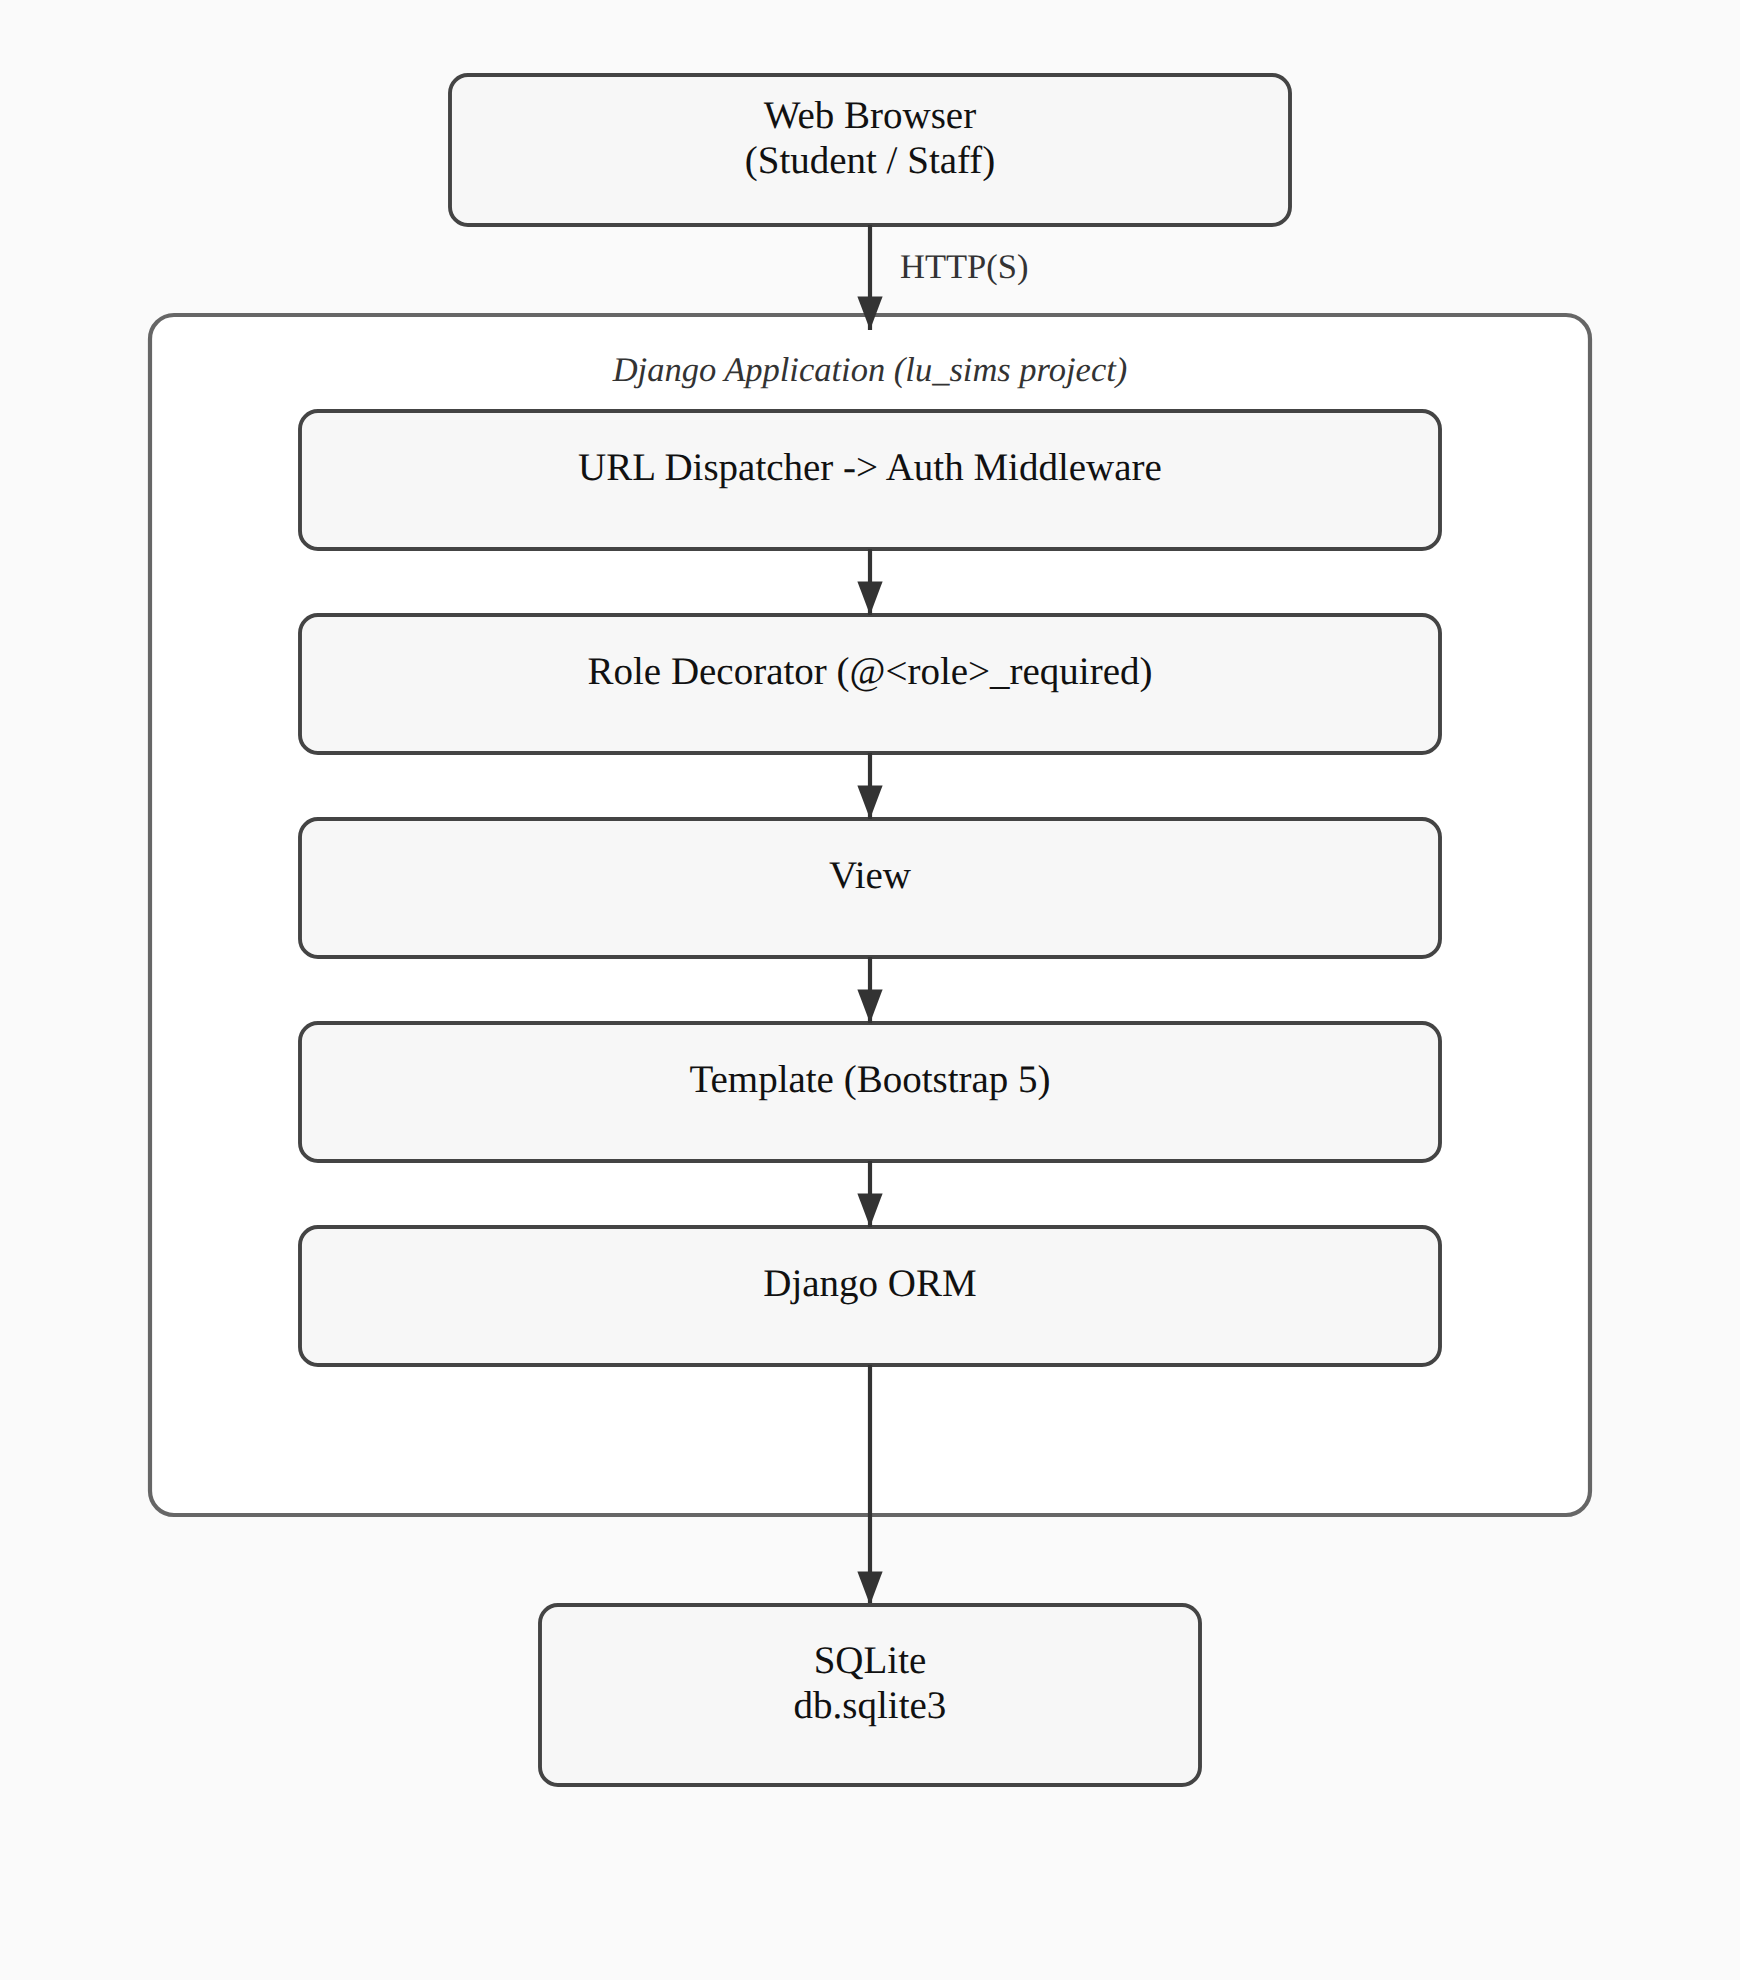 Web Browser
(Student / Staff)
HTTP(S)
Django Application (lu_sims project)
URL Dispatcher -> Auth Middleware
Role Decorator (@<role>_required)
View
Template (Bootstrap 5)
Django ORM
SQLite
db.sqlite3